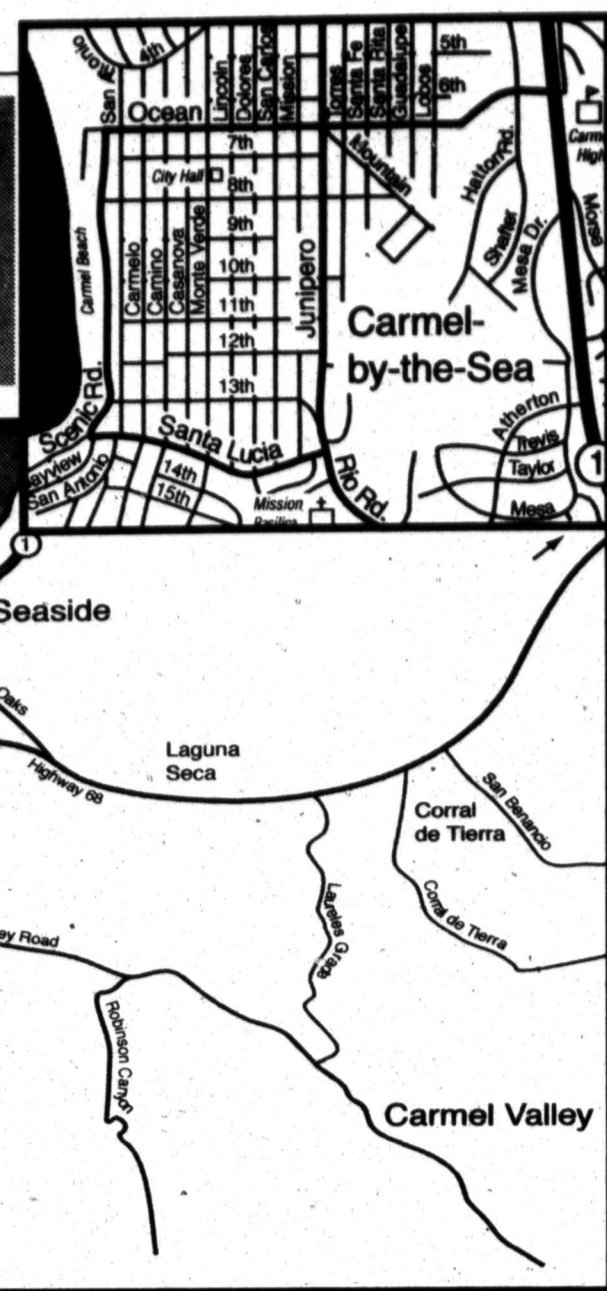 4th
5th
6th
Ocean
Lincoln
Dolores
San Carlos
Mission
Torres
Santa Fe
Santa Rita
Guadalupe
Lobos
7th
City Hall
8th
Mountain
Hatton Rd.
Shafter
Mesa Dr.
Morse
9th
10th
11th
12th
13th
Carmel Beach
Carmelo
Camino
Casanova
Monte Verde
Junipero
Carmel-
by-the-Sea
Scenic Rd.
Santa Lucia
Rio Rd.
Atherton
Trevis
Taylor
Mesa
1
ayview
San Antonio
14th
15th
Mission
Basilica
1
Seaside
Oaks
Highway 68
Laguna
Seca
San Benancio
Corral
de Tierra
Corral de Tierra
Laureles Grade
ey Road
Robinson Canyon
Carmel Valley